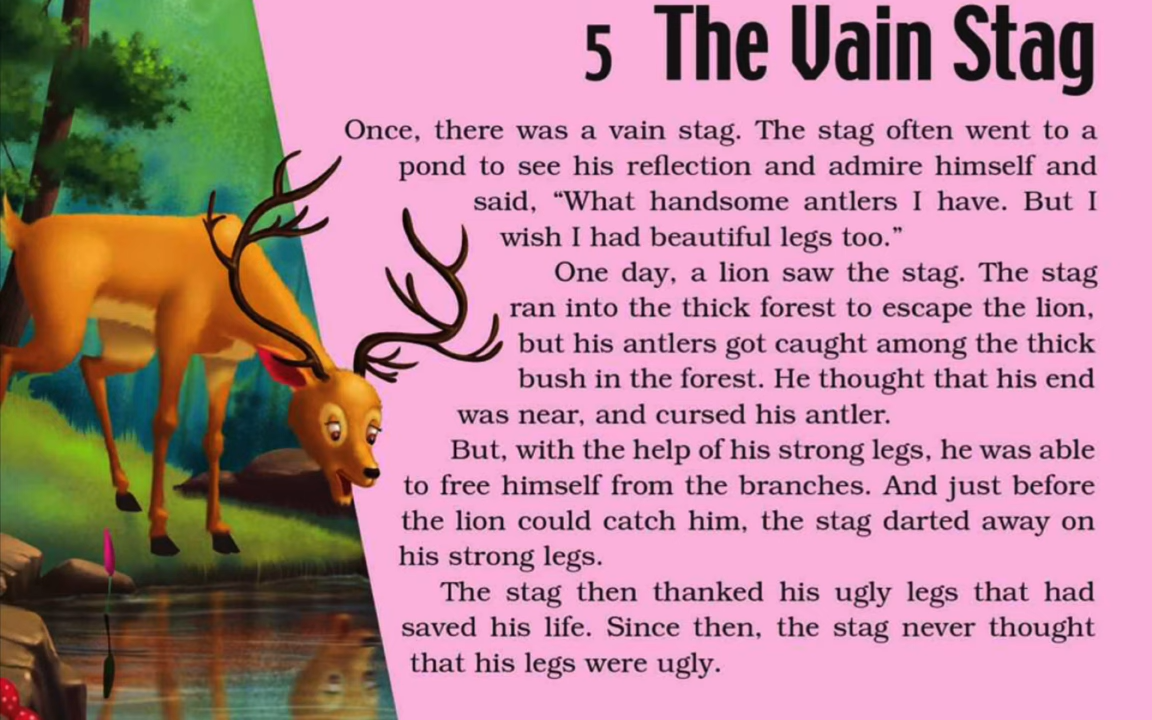 5 The Vain Stag
Once, there was a vain stag. The stag often went to a
pond to see his reflection and admire himself and
said, “What handsome antlers I have. But I
wish I had beautiful legs too.”
One day, a lion saw the stag. The stag
ran into the thick forest to escape the lion,
but his antlers got caught among the thick
bush in the forest. He thought that his end
was near, and cursed his antler.
But, with the help of his strong legs, he was able
to free himself from the branches. And just before
the lion could catch him, the stag darted away on
his strong legs.
The stag then thanked his ugly legs that had
saved his life. Since then, the stag never thought
that his legs were ugly.